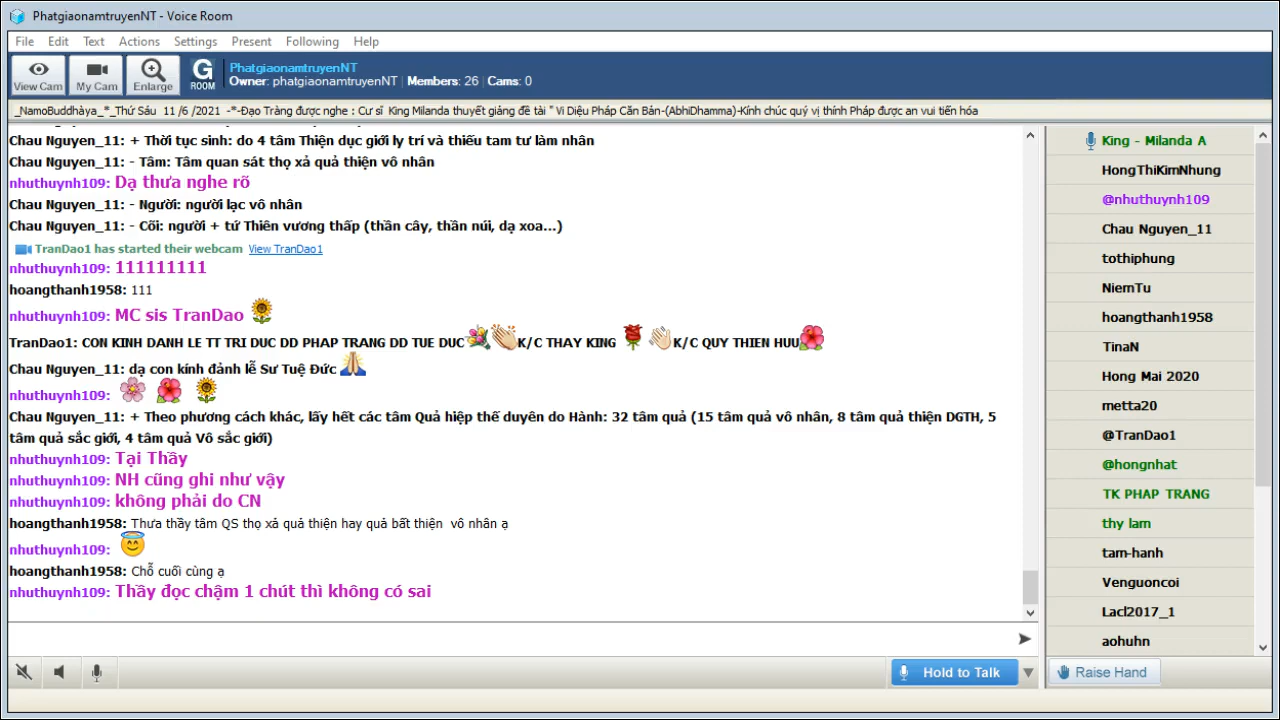 PhatgiaonamtruyenNT - Voice Room
File Edit Text Actions Settings Present Following Help
View Cam My Cam Enlarge G ROOM
PhatgiaonamtruyenNT
Owner: phatgiaonamtruyenNT Members: 26 Cams: 0
_NamoBuddhàya_*_Thứ Sáu 11 /6 /2021 -*-Đạo Tràng được nghe : Cư sĩ King Milanda thuyết giảng đề tài " Vi Diệu Pháp Căn Bản-(AbhiDhamma)-Kính chúc quý vị thính Pháp được an vui tiến hóa
Chau Nguyen_11: + Thời tục sinh: do 4 tâm Thiện dục giới ly trí và thiếu tam tư làm nhân
Chau Nguyen_11: - Tâm: Tâm quan sát thọ xả quả thiện vô nhân
nhuthuynh109: Dạ thưa nghe rõ
Chau Nguyen_11: - Người: người lạc vô nhân
Chau Nguyen_11: - Cõi: người + tứ Thiên vương thấp (thần cây, thần núi, dạ xoa...)
TranDao1 has started their webcam View TranDao1
nhuthuynh109: 111111111
hoangthanh1958: 111
nhuthuynh109: MC sis TranDao
TranDao1: CON KINH DANH LE TT TRI DUC DD PHAP TRANG DD TUE DUC K/C THAY KING K/C QUY THIEN HUU
Chau Nguyen_11: dạ con kính đảnh lễ Sư Tuệ Đức
nhuthuynh109:
Chau Nguyen_11: + Theo phương cách khác, lấy hết các tâm Quả hiệp thế duyên do Hành: 32 tâm quả (15 tâm quả vô nhân, 8 tâm quả thiện DGTH, 5
tâm quả sắc giới, 4 tâm quả Vô sắc giới)
nhuthuynh109: Tại Thầy
nhuthuynh109: NH cũng ghi như vậy
nhuthuynh109: không phải do CN
hoangthanh1958: Thưa thầy tâm QS thọ xả quả thiện hay quả bất thiện vô nhân ạ
nhuthuynh109:
hoangthanh1958: Chỗ cuối cùng ạ
nhuthuynh109: Thầy đọc chậm 1 chút thì không có sai
Hold to Talk
King - Milanda A
HongThiKimNhung
@nhuthuynh109
Chau Nguyen_11
tothiphung
NiemTu
hoangthanh1958
TinaN
Hong Mai 2020
metta20
@TranDao1
@hongnhat
TK PHAP TRANG
thy lam
tam-hanh
Venguoncoi
Lacl2017_1
aohuhn
Raise Hand